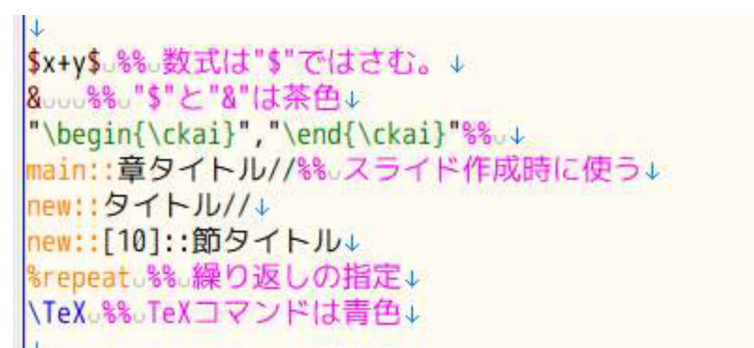 ↓
$x+y$ %% 数式は"$"ではさむ。↓
&   %% "$"と"&"は茶色↓
"\begin{\ckai}","\end{\ckai}"%% ↓
main::章タイトル//%% スライド作成時に使う↓
new::タイトル//↓
new::[10]::節タイトル↓
%repeat %% 繰り返しの指定↓
\TeX %% TeXコマンドは青色↓